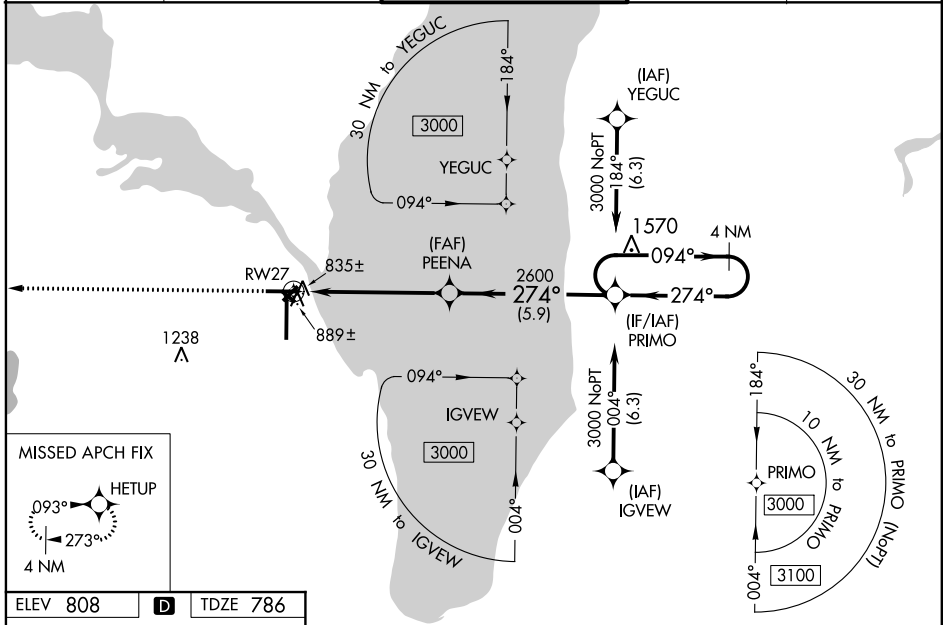 30 NM to YEGUC
184°
3000
YEGUC
094°
(IAF)
YEGUC
3000 NoPT
184°
(6.3)
1570
4 NM
094°
274°
(IF/IAF)
PRIMO
(FAF)
PEENA
2600
274°
(5.9)
RW27
835±
889±
1238
094°
IGVEW
3000
30 NM to IGVEW
004°
3000 NoPT
004°
(6.3)
(IAF)
IGVEW
184°
30 NM to PRIMO (NoPT)
10 NM to PRIMO
PRIMO
3000
3100
004°
MISSED APCH FIX
HETUP
093°
273°
4 NM
ELEV 808 D TDZE 786